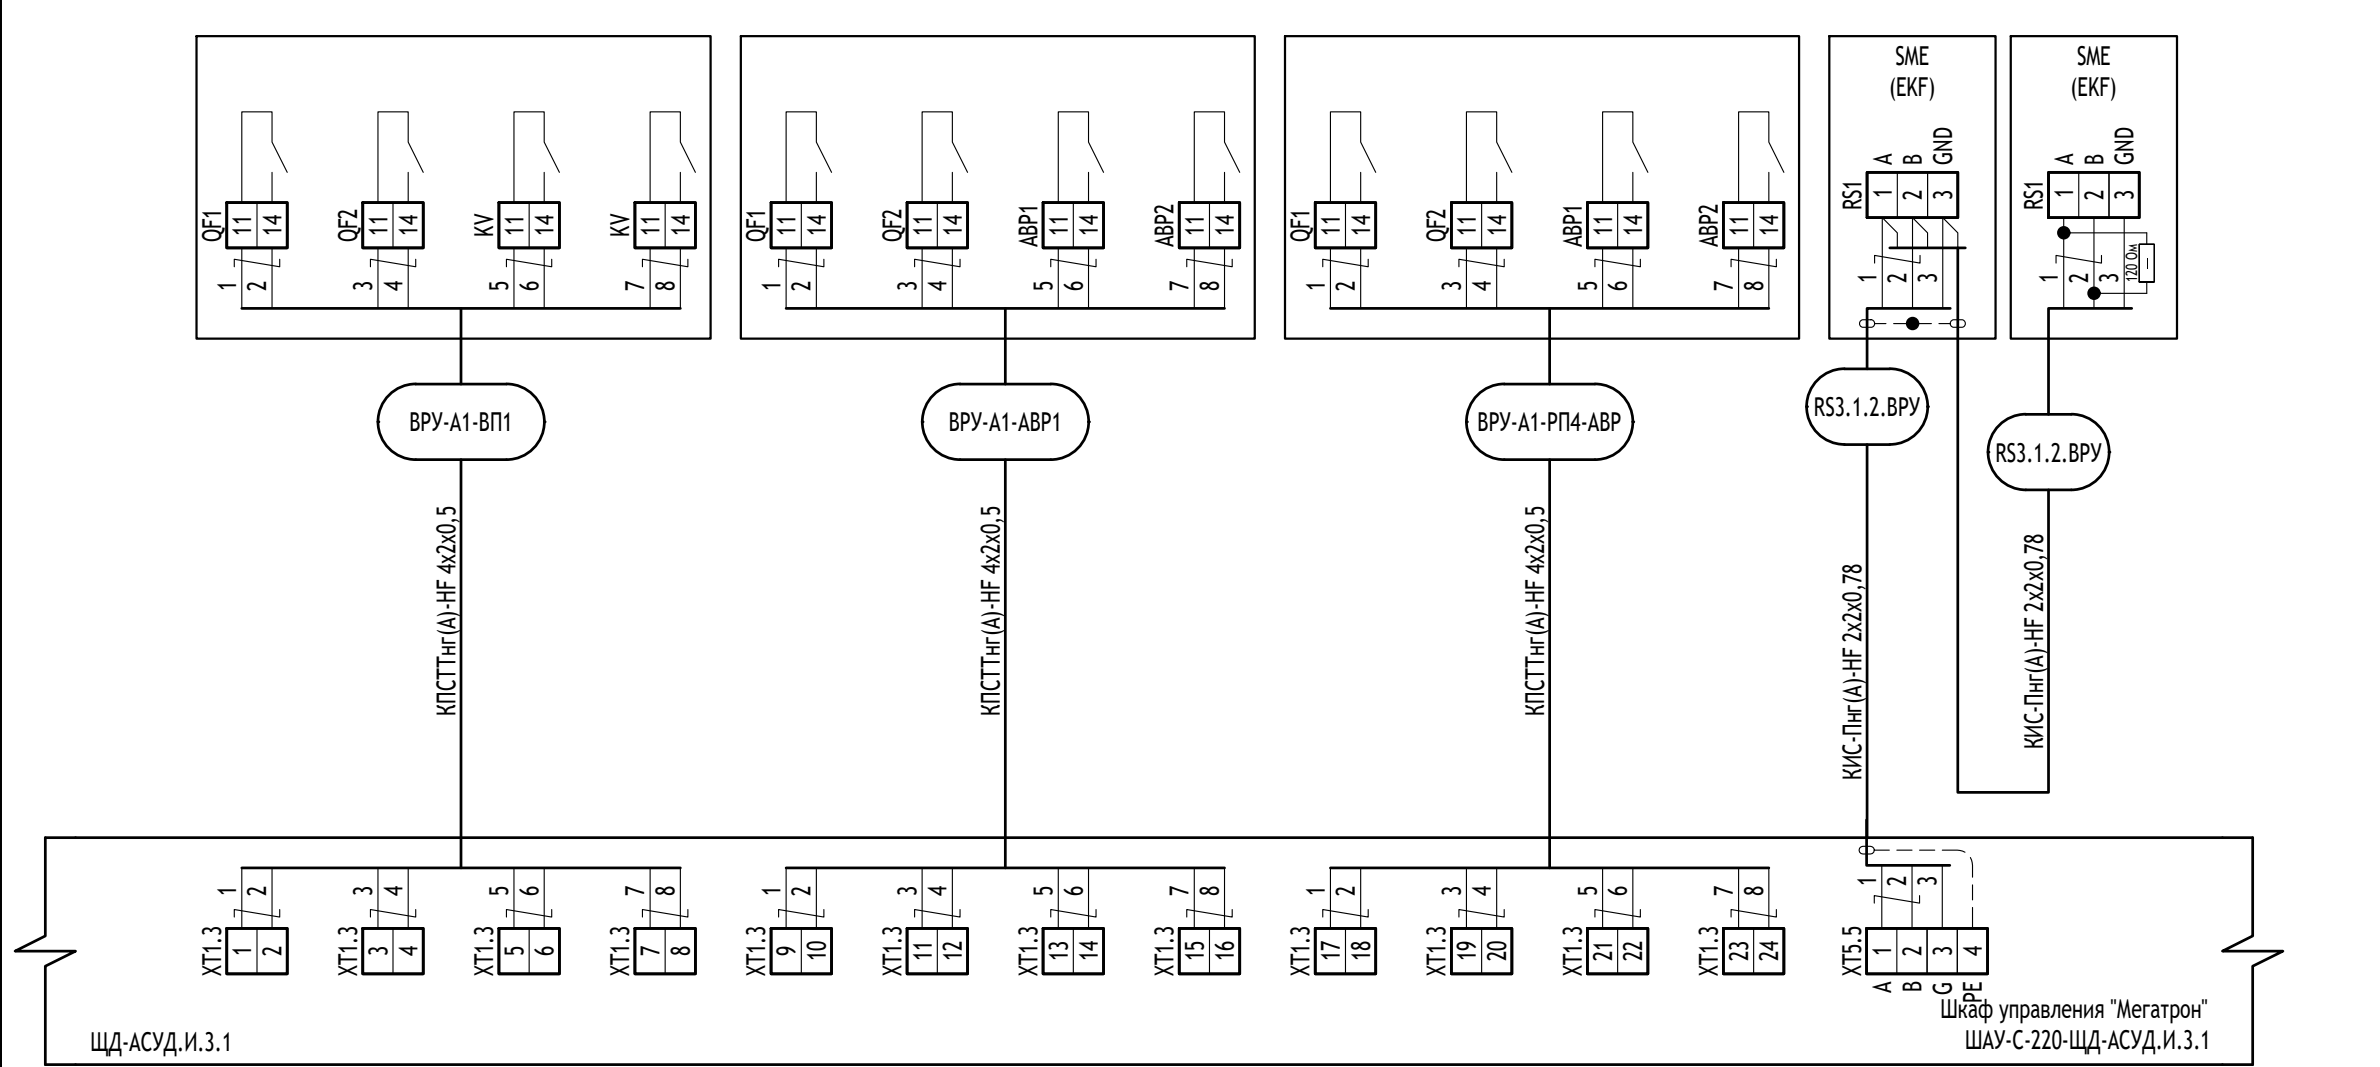 SME
(EKF)
SME
(EKF)
A
B
GND
A
B
GND
QF1
11
14
QF2
11
14
KV
11
14
KV
11
14
QF1
11
14
QF2
11
14
АВР1
11
14
АВР2
11
14
QF1
11
14
QF2
11
14
АВР1
11
14
АВР2
11
14
RS1
1
2
3
RS1
1
2
3
1
2
3
4
5
6
7
8
1
2
3
4
5
6
7
8
1
2
3
4
5
6
7
8
1
2
3
1
2
3
120 Ом
ВРУ-А1-ВП1
ВРУ-А1-АВР1
ВРУ-А1-РП4-АВР
RS3.1.2.ВРУ
RS3.1.2.ВРУ
КПСТТнг(А)-HF 4x2x0,5
КПСТТнг(А)-HF 4x2x0,5
КПСТТнг(А)-HF 4x2x0,5
КИС-Пнг(А)-HF 2x2x0,78
КИС-Пнг(А)-HF 2x2x0,78
1
2
3
4
5
6
7
8
1
2
3
4
5
6
7
8
1
2
3
4
5
6
7
8
1
2
3
XT1.3
1
2
XT1.3
3
4
XT1.3
5
6
XT1.3
7
8
XT1.3
9
10
XT1.3
11
12
XT1.3
13
14
XT1.3
15
16
XT1.3
17
18
XT1.3
19
20
XT1.3
21
22
XT1.3
23
24
XT5.5
1
2
3
4
A
B
G
PE
Шкаф управления "Мегатрон"
ЩД-АСУД.И.3.1
ШАУ-С-220-ЩД-АСУД.И.3.1